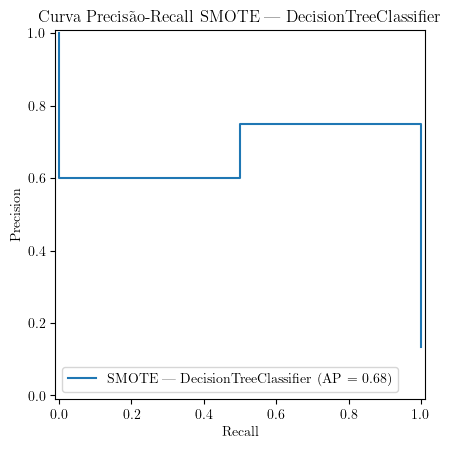 Curva Precisão-Recall SMOTE — DecisionTreeClassifier
1.0
0.8
0.6
0.4
0.2
0.0
Precision
SMOTE — DecisionTreeClassifier (AP = 0.68)
0.0 0.2 0.4 0.6 0.8 1.0
Recall